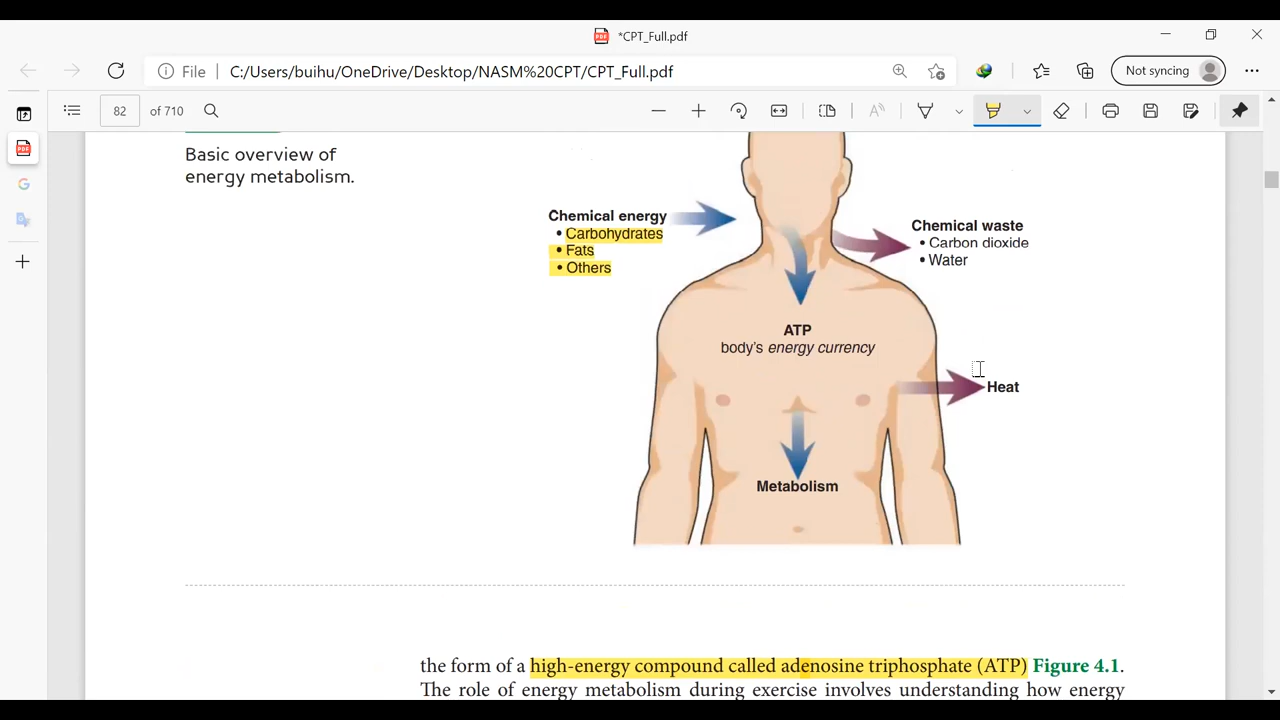 *CPT_Full.pdf
File
C:/Users/buihu/OneDrive/Desktop/NASM%20CPT/CPT_Full.pdf
Not syncing
82 of 710
Basic overview of
energy metabolism.
Chemical energy
• Carbohydrates
• Fats
• Others
Chemical waste
• Carbon dioxide
• Water
ATP
body's energy currency
Heat
Metabolism
the form of a high-energy compound called adenosine triphosphate (ATP) Figure 4.1.
The role of energy metabolism during exercise involves understanding how energy